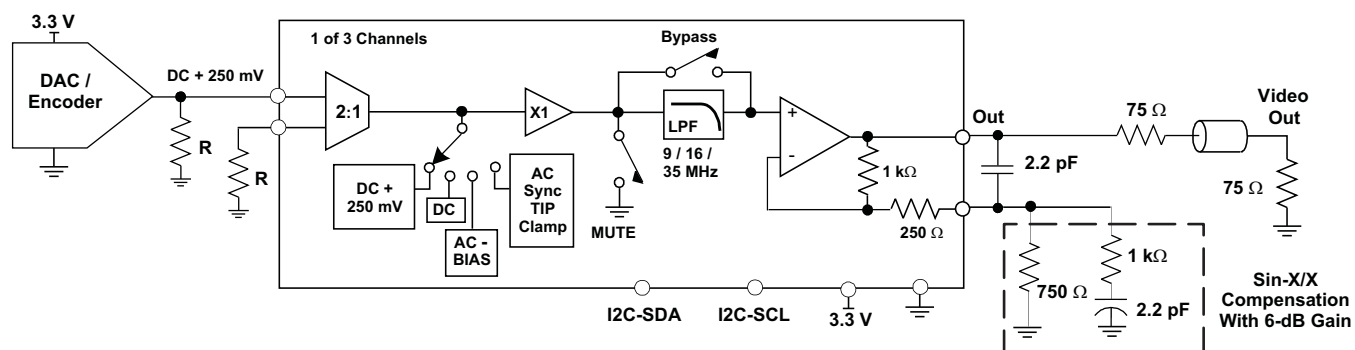 3.3 V
DAC /
Encoder
DC + 250 mV
R
R
1 of 3 Channels
2:1
DC +
250 mV
DC
AC -
BIAS
AC
Sync
TIP
Clamp
X1
MUTE
Bypass
LPF
9 / 16 /
35 MHz
+
-
1 kΩ
250 Ω
Out
2.2 pF
75 Ω
Video
Out
75 Ω
750 Ω
1 kΩ
2.2 pF
Sin-X/X
Compensation
With 6-dB Gain
I2C-SDA
I2C-SCL
3.3 V